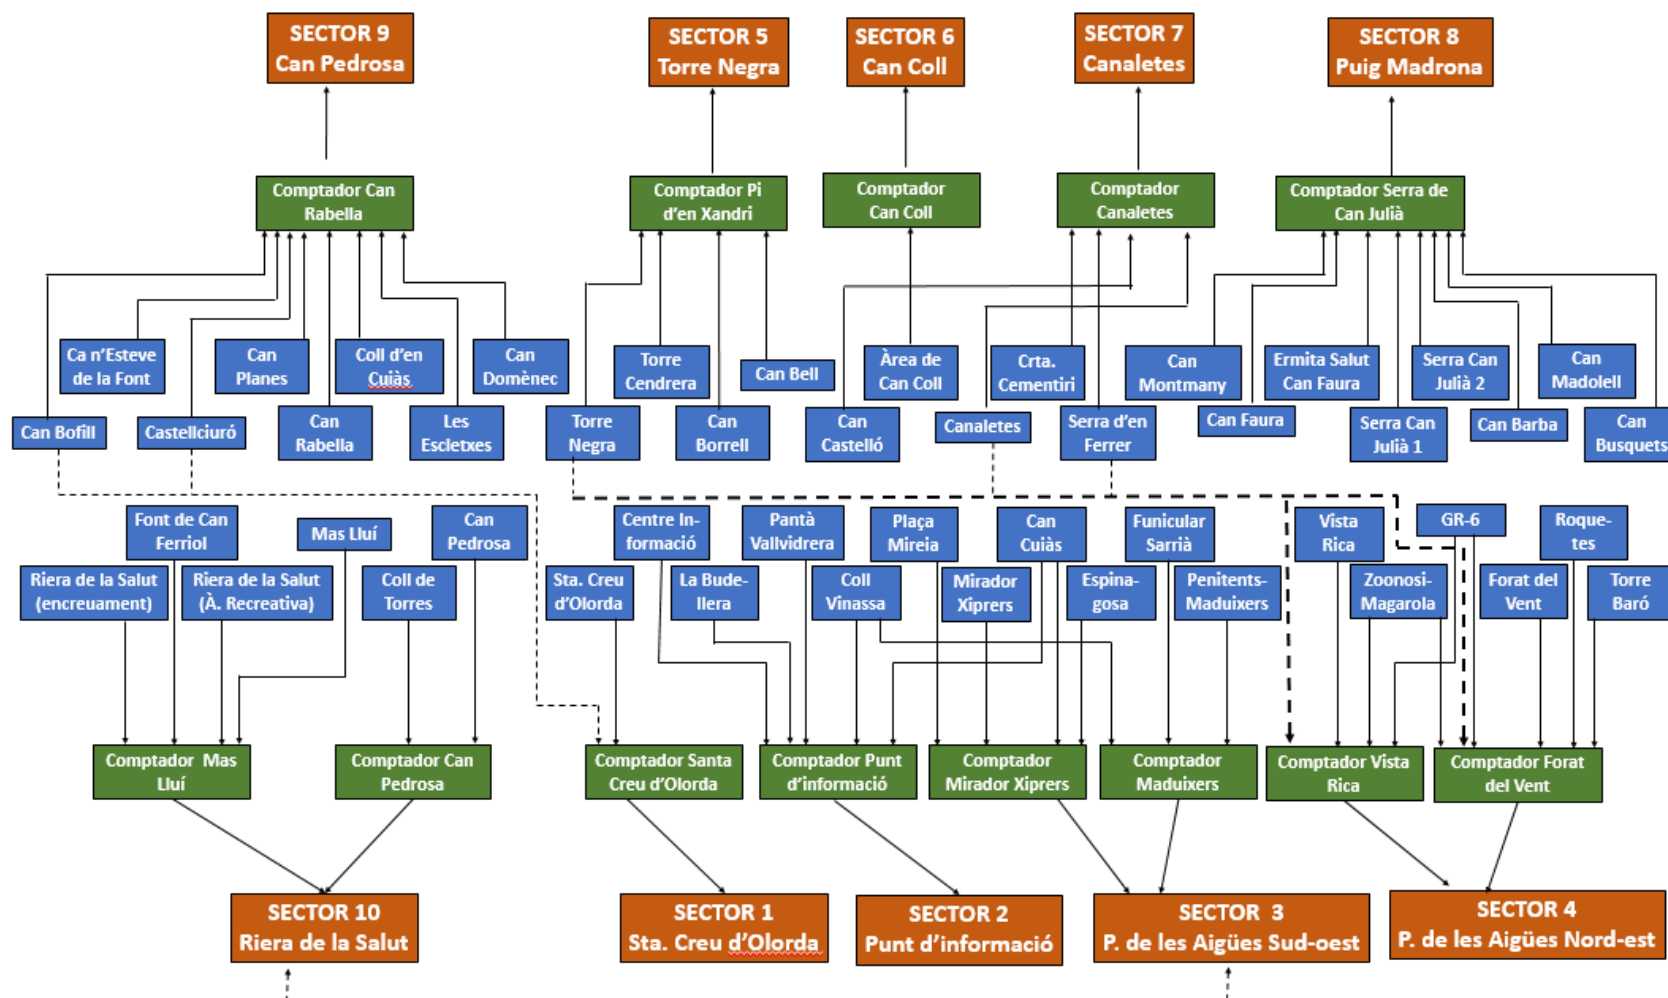 SECTOR 9
Can Pedrosa
SECTOR 5
Torre Negra
SECTOR 6
Can Coll
SECTOR 7
Canaletes
SECTOR 8
Puig Madrona
Comptador Can
Rabella
Comptador Pi
d'en Xandri
Comptador
Can Coll
Comptador
Canaletes
Comptador Serra de
Can Julià
Ca n'Esteve
de la Font
Can
Planes
Coll d'en
Cuiàs
Can
Domènec
Torre
Cendrera
Can Bell
Àrea de
Can Coll
Crta.
Cementiri
Can
Montmany
Ermita Salut
Can Faura
Serra Can
Julià 2
Can
Madolell
Can Bofill
Castellciuró
Can
Rabella
Les
Escletxes
Torre
Negra
Can
Borrell
Can
Castelló
Canaletes
Serra d'en
Ferrer
Can Faura
Serra Can
Julià 1
Can Barba
Can
Busquets
Font de Can
Ferriol
Mas Lluí
Can
Pedrosa
Centre In-
formació
Pantà
Vallvidrera
Plaça
Mireia
Can
Cuiàs
Funicular
Sarrià
Vista
Rica
GR-6
Roque-
tes
Riera de la Salut
(encreuament)
Riera de la Salut
(À. Recreativa)
Coll de
Torres
Sta. Creu
d'Olorda
La Bude-
llera
Coll
Vinassa
Mirador
Xiprers
Espina-
gosa
Penitents-
Maduixers
Zoonosi-
Magarola
Forat del
Vent
Torre
Baró
Comptador Mas
Lluí
Comptador Can
Pedrosa
Comptador Santa
Creu d'Olorda
Comptador Punt
d'informació
Comptador
Mirador Xiprers
Comptador
Maduixers
Comptador Vista
Rica
Comptador Forat
del Vent
SECTOR 10
Riera de la Salut
SECTOR 1
Sta. Creu d'Olorda
SECTOR 2
Punt d'informació
SECTOR 3
P. de les Aigües Sud-oest
SECTOR 4
P. de les Aigües Nord-est